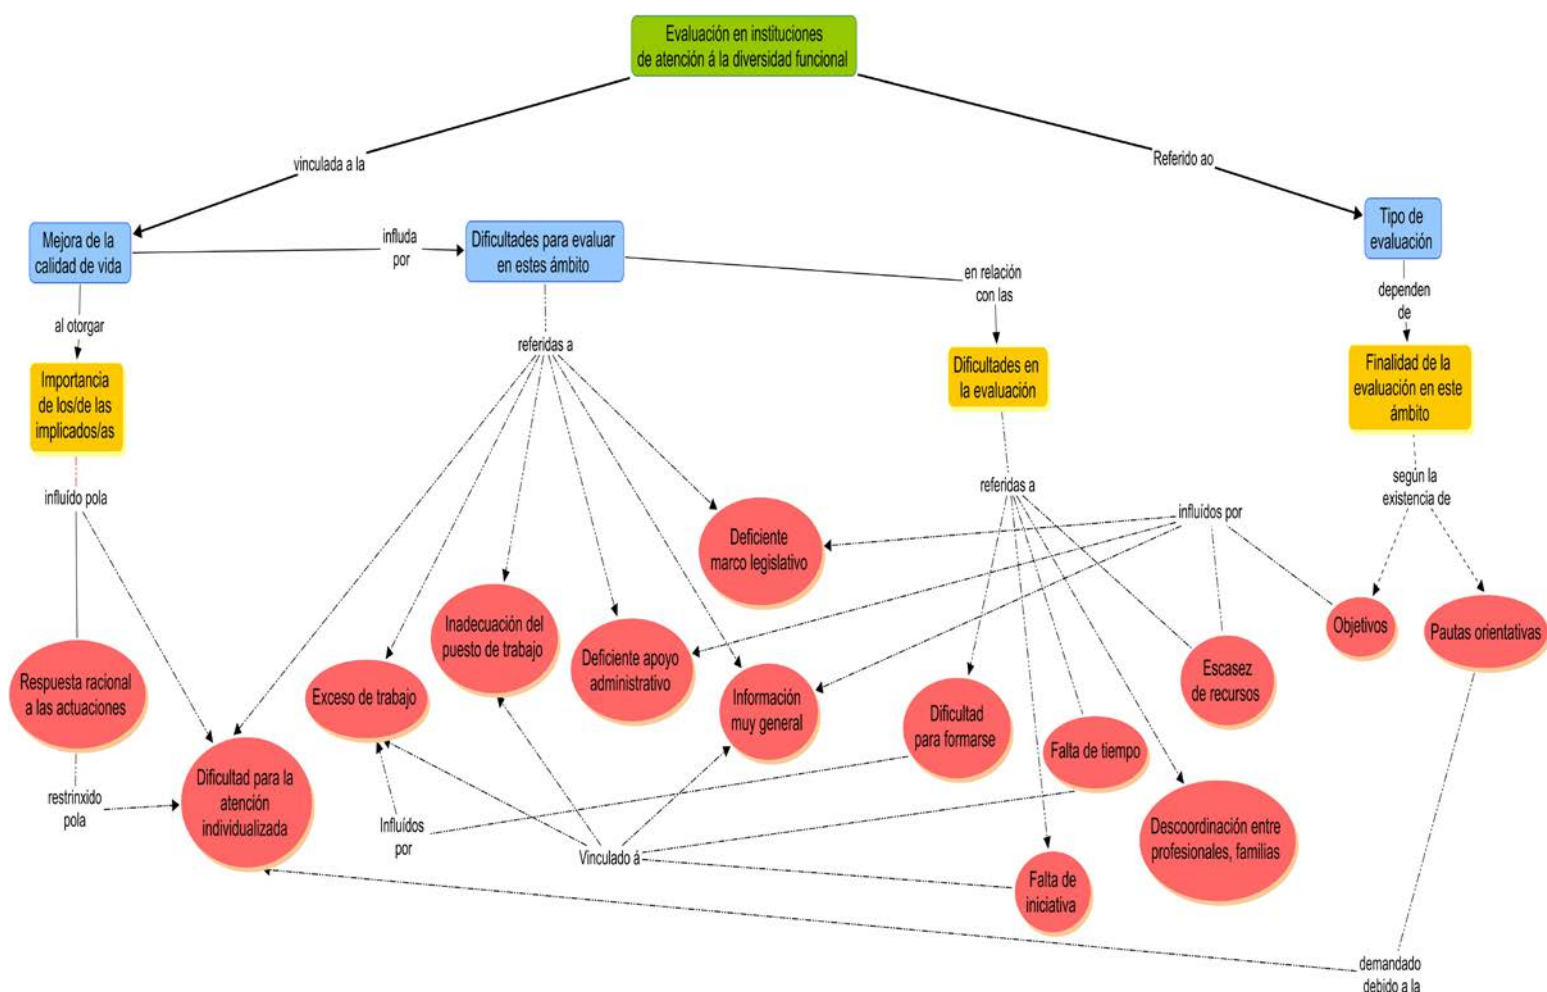 Evaluación en instituciones
de atención á la diversidad funcional
vinculada a la
Referido ao
Mejora de la
calidad de vida
influda
por
Dificultades para evaluar
en estes ámbito
Tipo de
evaluación
en relación
con las
dependen
de
al otorgar
referidas a
Importancia
de los/de las
implicados/as
Dificultades en
la evaluación
Finalidad de la
evaluación en este
ámbito
influído pola
referidas a
influídos por
según la
existencia de
Deficiente
marco legislativo
Inadecuación del
puesto de trabajo
Deficiente apoyo
administrativo
Objetivos
Pautas orientativas
Respuesta racional
a las actuaciones
Exceso de trabajo
Información
muy general
Dificultad
para formarse
Falta de tiempo
Escasez
de recursos
restrinxido
pola
Dificultad para la
atención
individualizada
Influídos
por
Vinculado á
Descoordinación entre
profesionales, familias
Falta de
iniciativa
demandado
debido a la